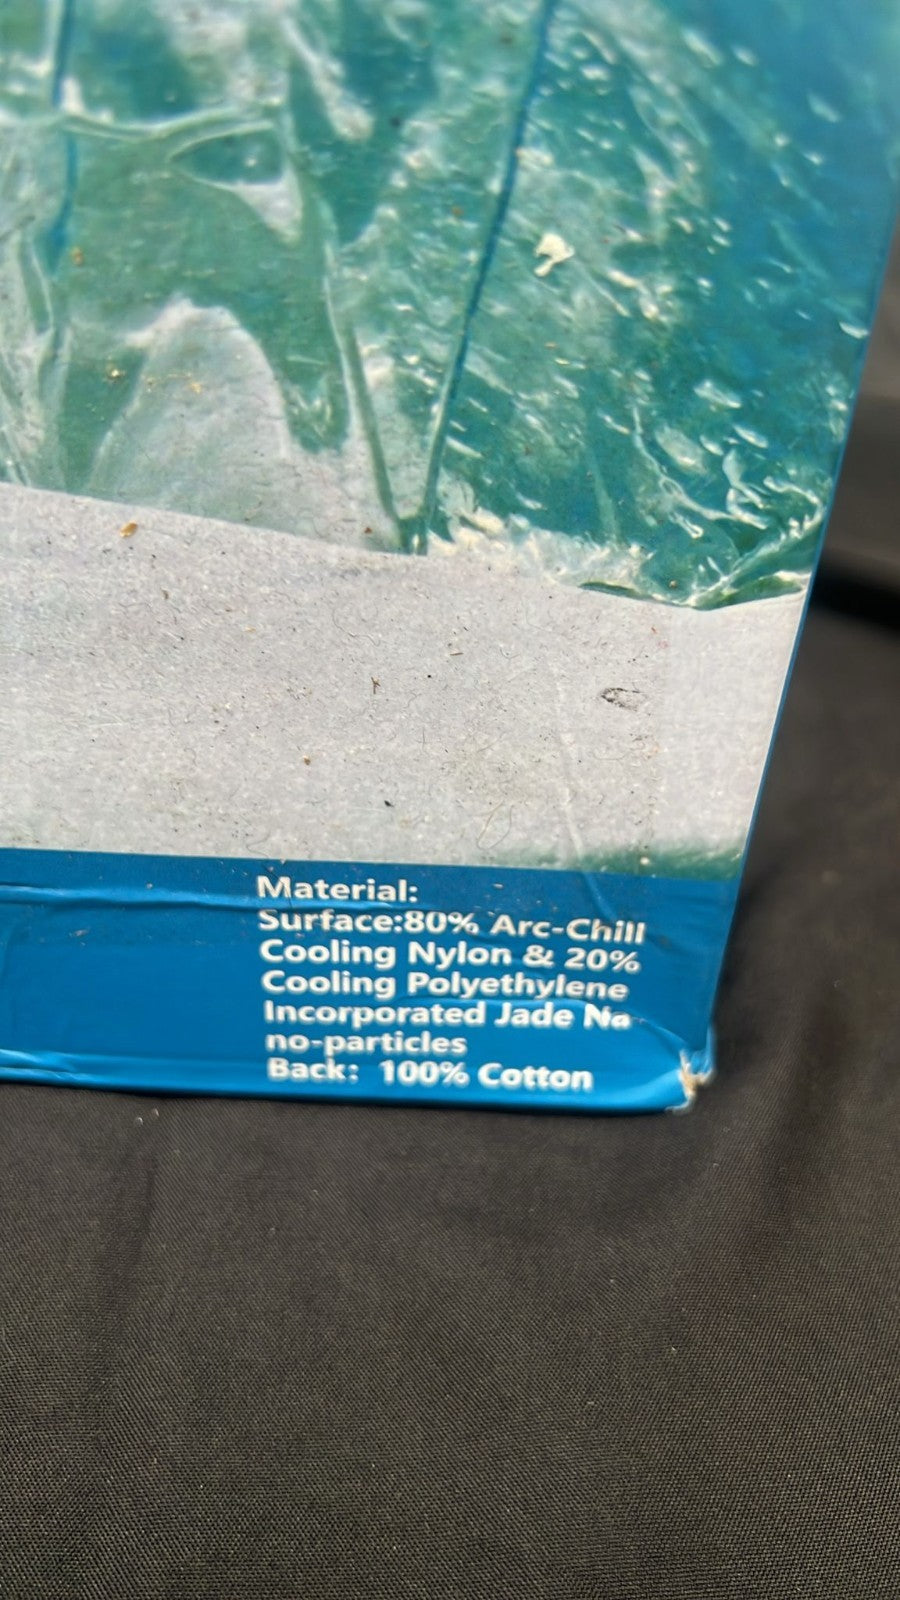 Material:
Surface:80% Arc-Chill
Cooling Nylon & 20%
Cooling Polyethylene
Incorporated Jade Na
no-particles
Back: 100% Cotton